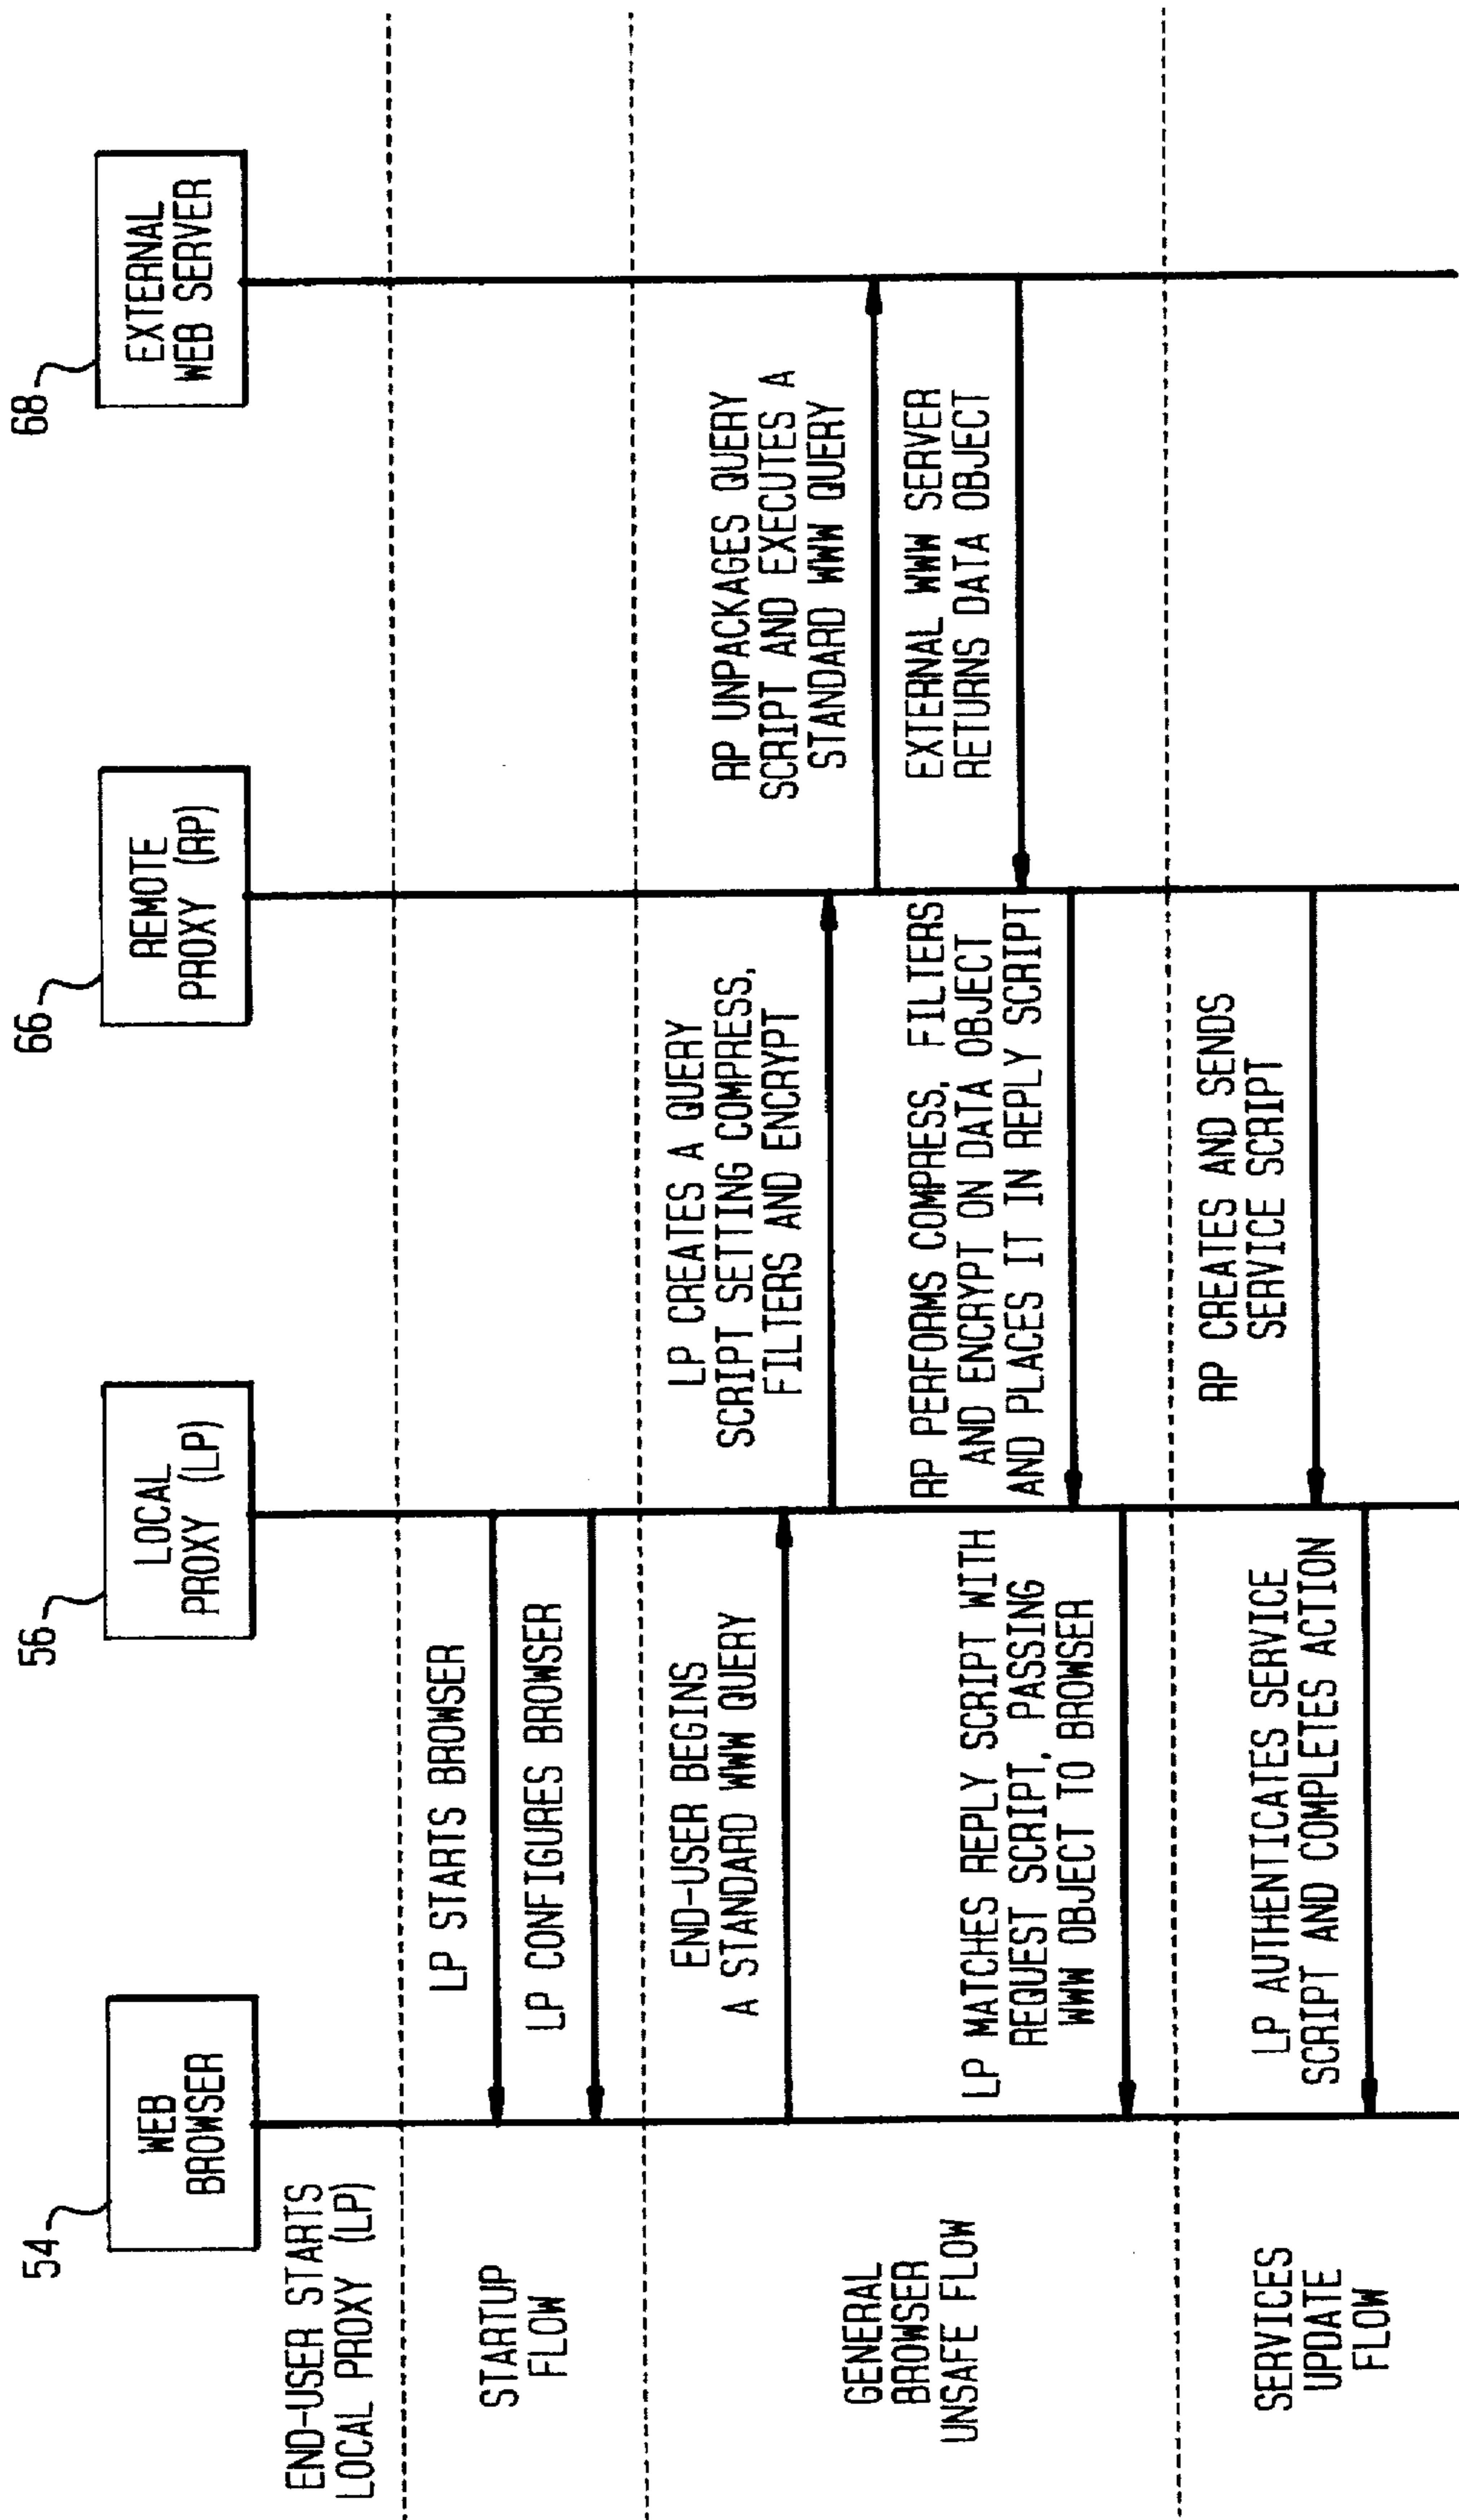 54
WEB
BROWSER
56
LOCAL
PROXY (LP)
66
REMOTE
PROXY (RP)
68
EXTERNAL
WEB SERVER
END-USER STARTS
LOCAL PROXY (LP)
STARTUP
FLOW
LP STARTS BROWSER
LP CONFIGURES BROWSER
GENERAL
BROWSER
UNSAFE FLOW
END-USER BEGINS
A STANDARD WWW QUERY
LP CREATES A QUERY
SCRIPT SETTING COMPRESS,
FILTERS AND ENCRYPT
RP UNPACKAGES QUERY
SCRIPT AND EXECUTES A
STANDARD WWW QUERY
EXTERNAL WWW SERVER
RETURNS DATA OBJECT
RP PERFORMS COMPRESS, FILTERS
AND ENCRYPT ON DATA OBJECT
AND PLACES IT IN REPLY SCRIPT
LP MATCHES REPLY SCRIPT WITH
REQUEST SCRIPT, PASSING
WWW OBJECT TO BROWSER
SERVICES
UPDATE
FLOW
RP CREATES AND SENDS
SERVICE SCRIPT
LP AUTHENTICATES SERVICE
SCRIPT AND COMPLETES ACTION